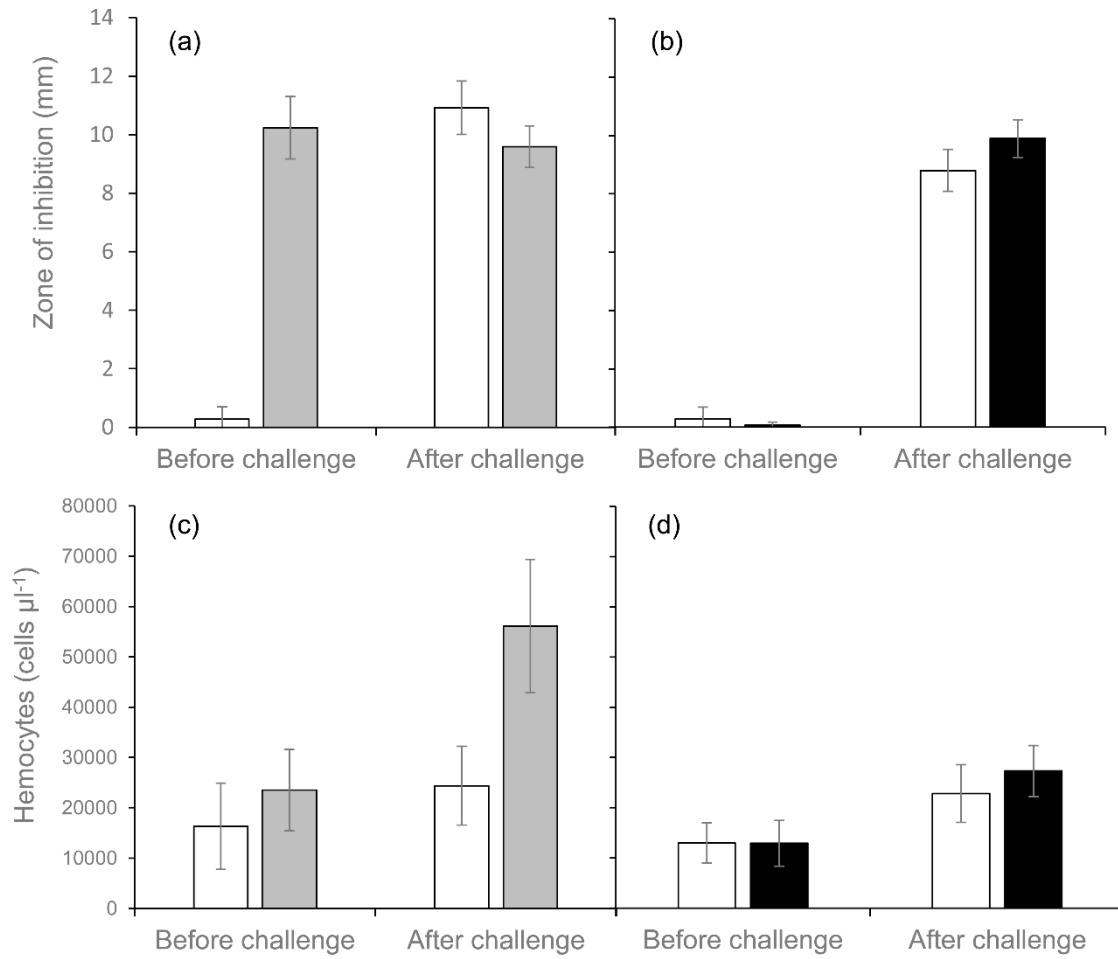 14
(a)
(b)
12
10
8
6
4
2
0
Zone of inhibition (mm)
Before challenge After challenge Before challenge After challenge
80000
(c)
(d)
70000
60000
50000
40000
30000
20000
10000
0
Hemocytes (cells µl-1)
Before challenge After challenge Before challenge After challenge